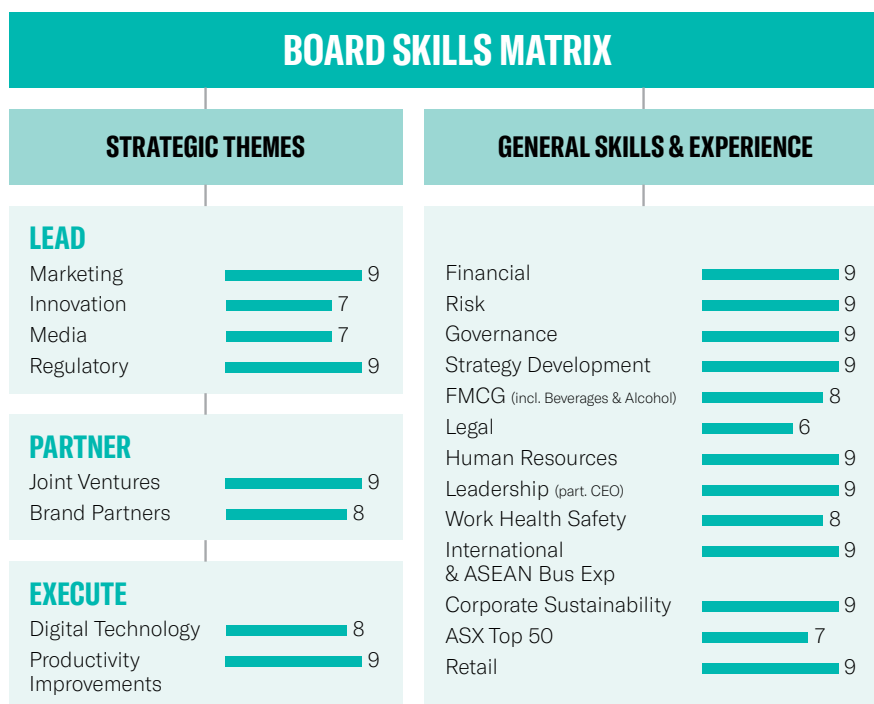 BOARD SKILLS MATRIX
STRATEGIC THEMES
LEAD
Marketing 9
Innovation 7
Media 7
Regulatory 9
PARTNER
Joint Ventures 9
Brand Partners 8
EXECUTE
Digital Technology 8
Productivity 9
Improvements
GENERAL SKILLS & EXPERIENCE
Financial 9
Risk 9
Governance 9
Strategy Development 9
FMCG (incl. Beverages & Alcohol) 8
Legal 6
Human Resources 9
Leadership (part. CEO) 9
Work Health Safety 8
International 9
& ASEAN Bus Exp
Corporate Sustainability 9
ASX Top 50 7
Retail 9